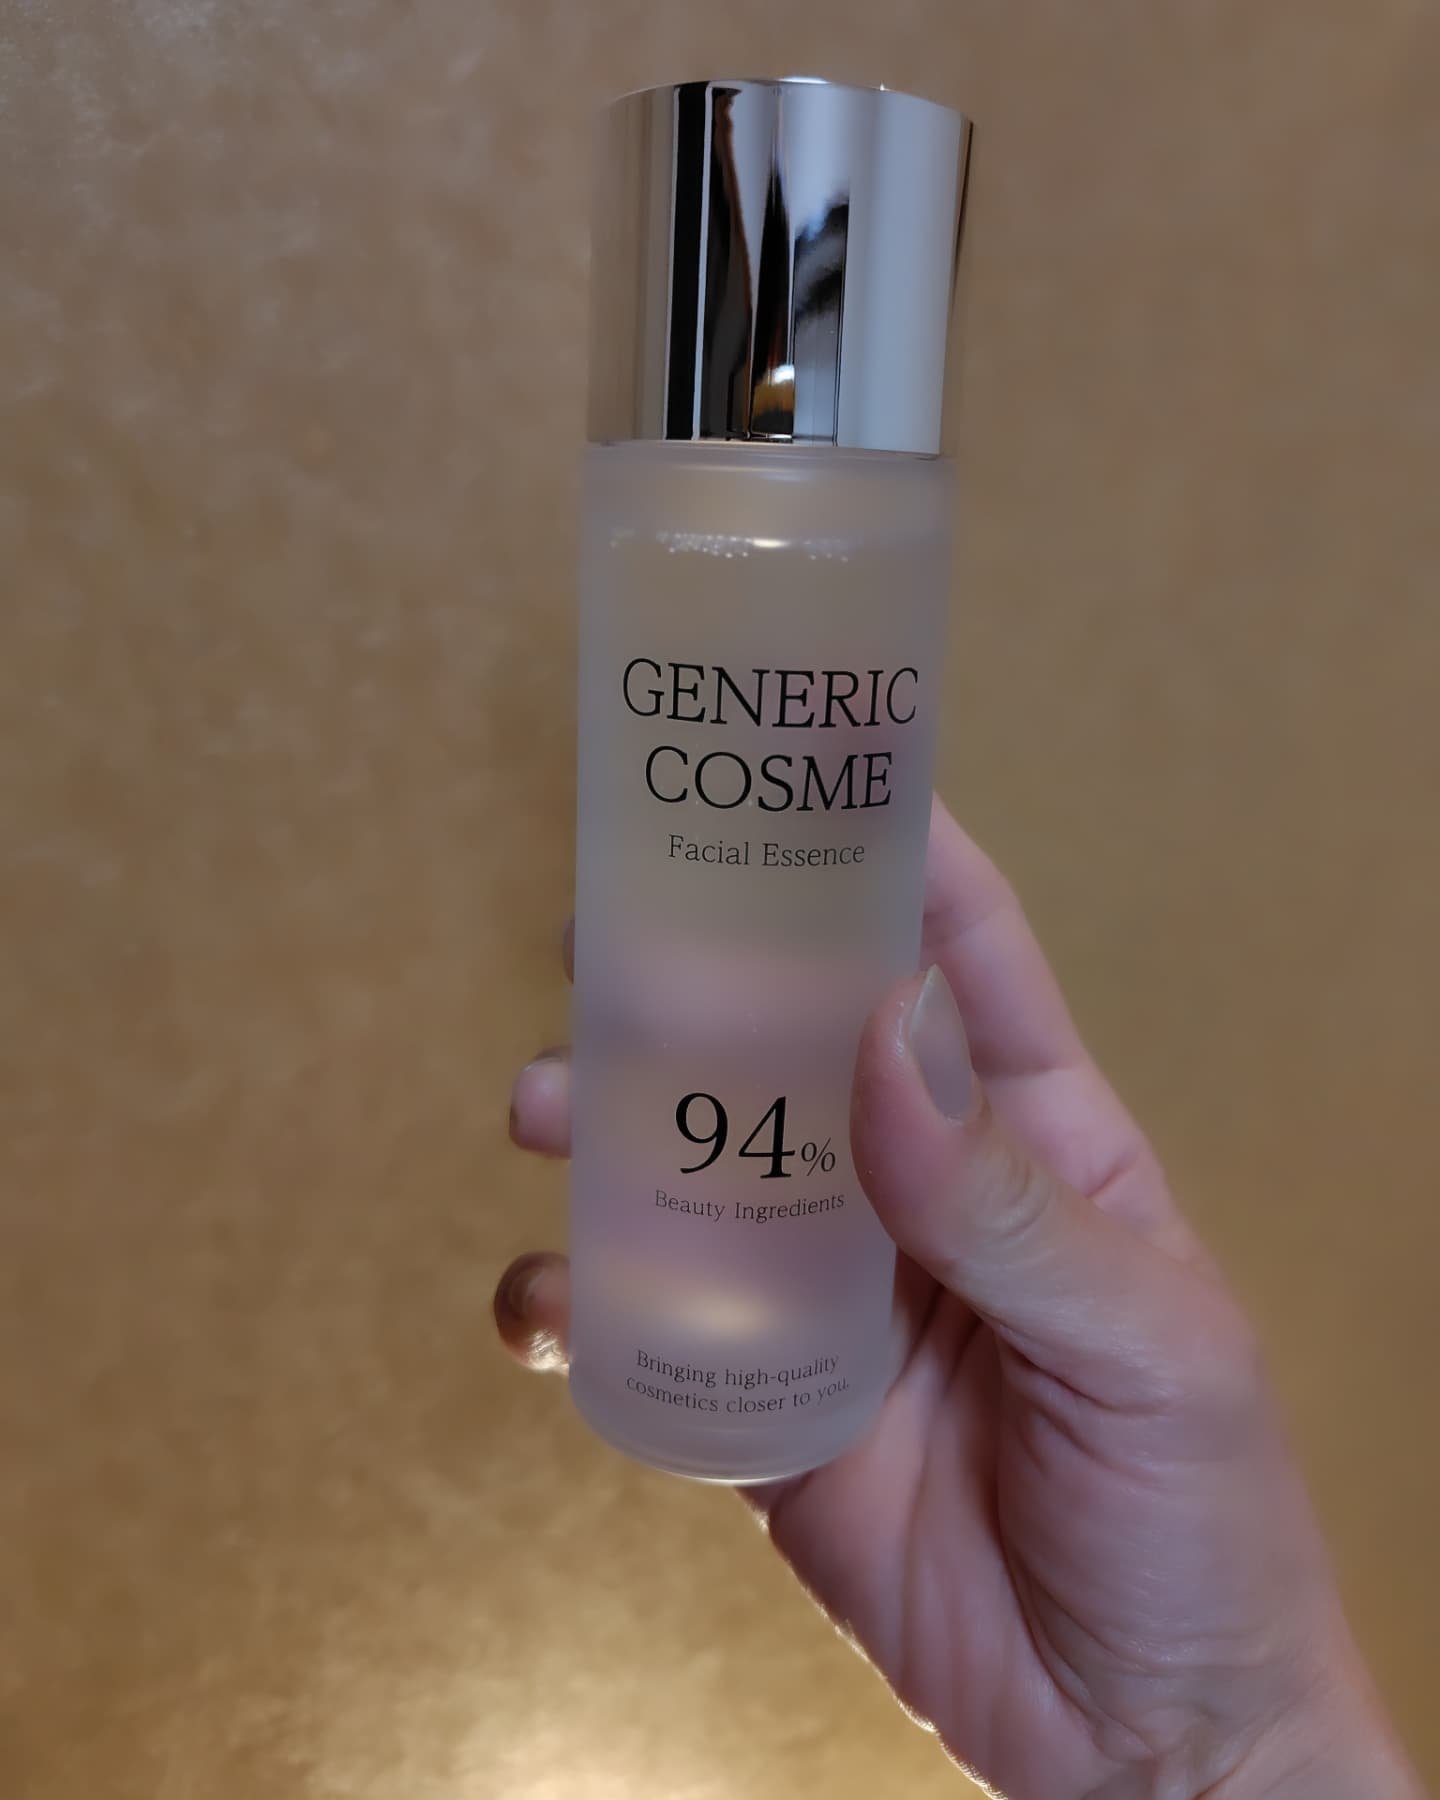 GENERIC
COSME
Facial Essence
94%
Beauty Ingredients
Bringing high-quality
cosmetics closer to you.